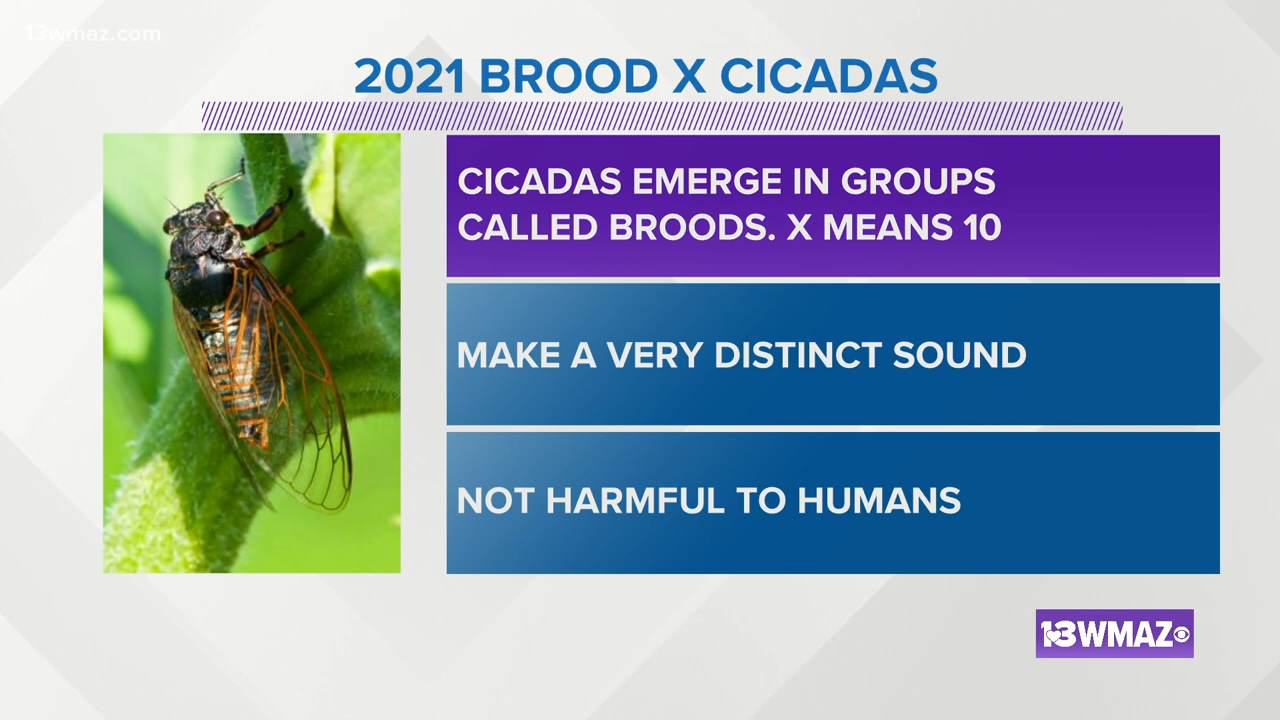 13wmaz.com
2021 BROOD X CICADAS
CICADAS EMERGE IN GROUPS
CALLED BROODS. X MEANS 10
MAKE A VERY DISTINCT SOUND
NOT HARMFUL TO HUMANS
13WMAZ